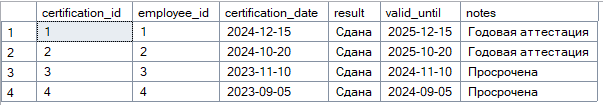 certification_id employee_id certification_date result valid_until notes
1 1 1 2024-12-15 Сдана 2025-12-15 Годовая аттестация
2 2 2 2024-10-20 Сдана 2025-10-20 Годовая аттестация
3 3 3 2023-11-10 Сдана 2024-11-10 Просрочена
4 4 4 2023-09-05 Сдана 2024-09-05 Просрочена